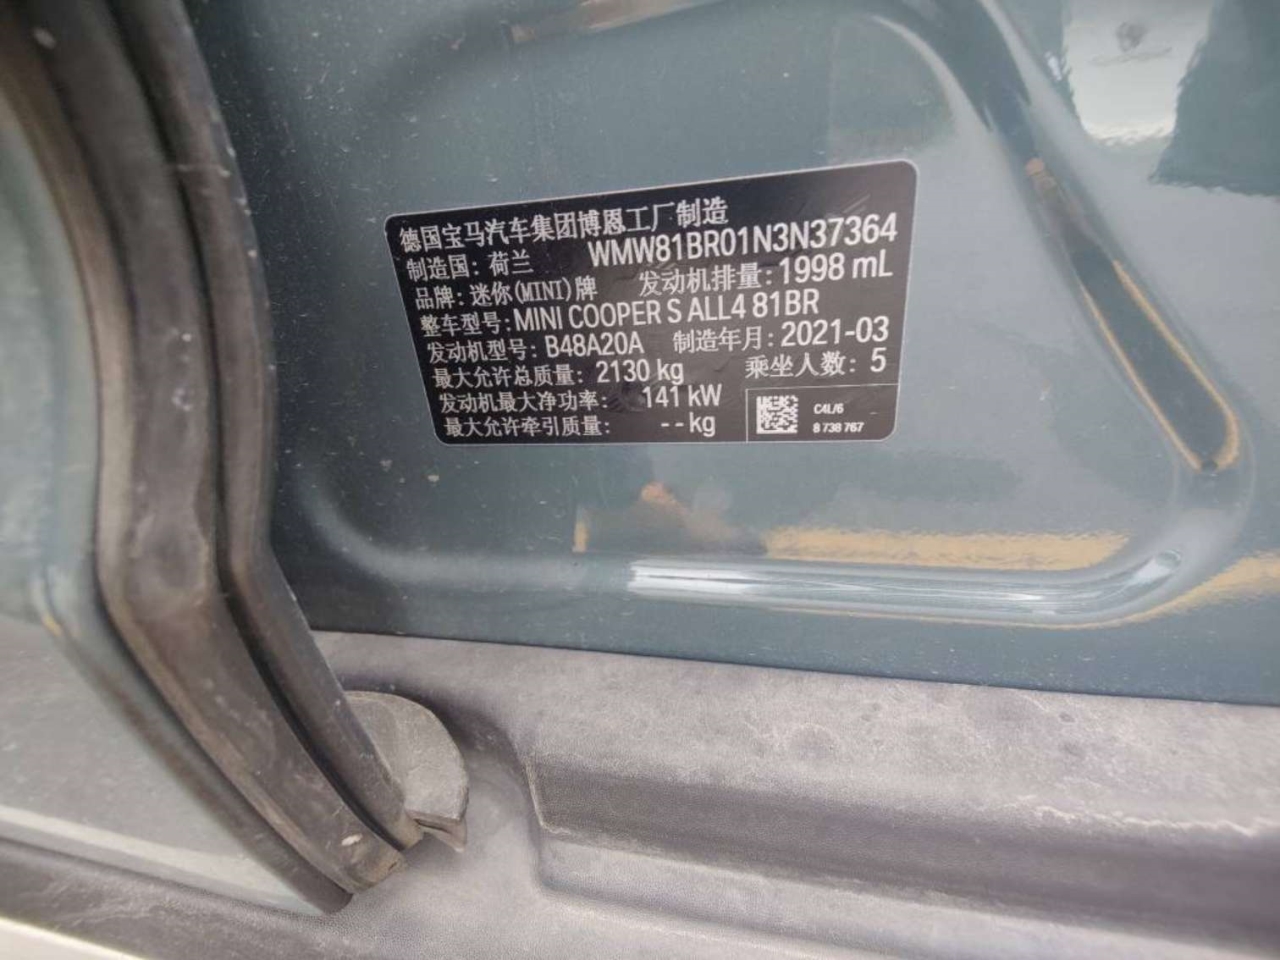 德国宝马汽车集团博恩工厂制造
制造国：荷兰 WMW81BR01N3N37364
品牌：迷你(MINI)牌 发动机排量：1998 mL
整车型号：MINI COOPER S ALL4 81BR
发动机型号：B48A20A 制造年月：2021-03
最大允许总质量：2130 kg 乘坐人数：5
发动机最大净功率：141 kW
最大允许牵引质量：--kg
C4L/6
8 738 767